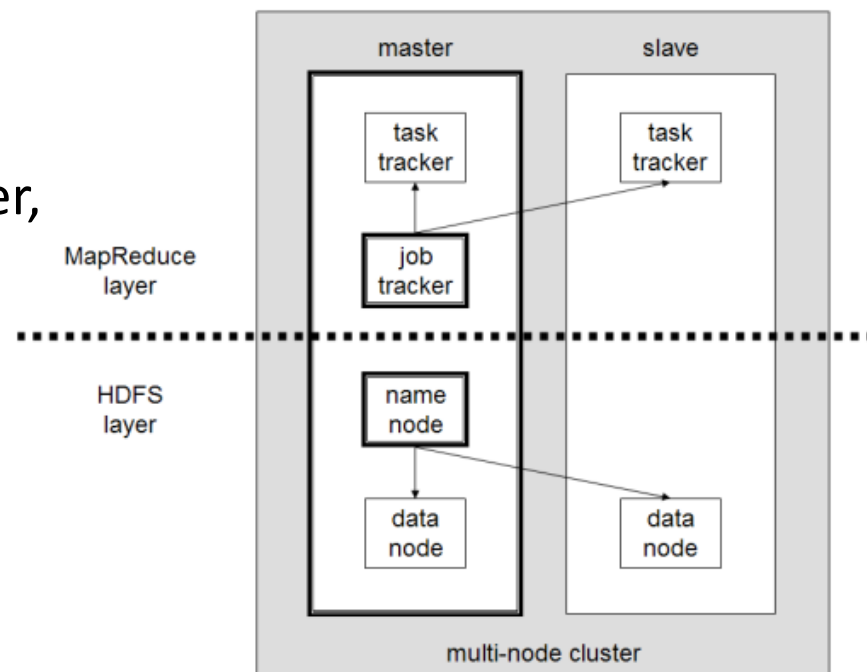 master
slave
task
tracker
task
tracker
er,
MapReduce
layer
job
tracker
HDFS
layer
name
node
data
node
data
node
multi-node cluster